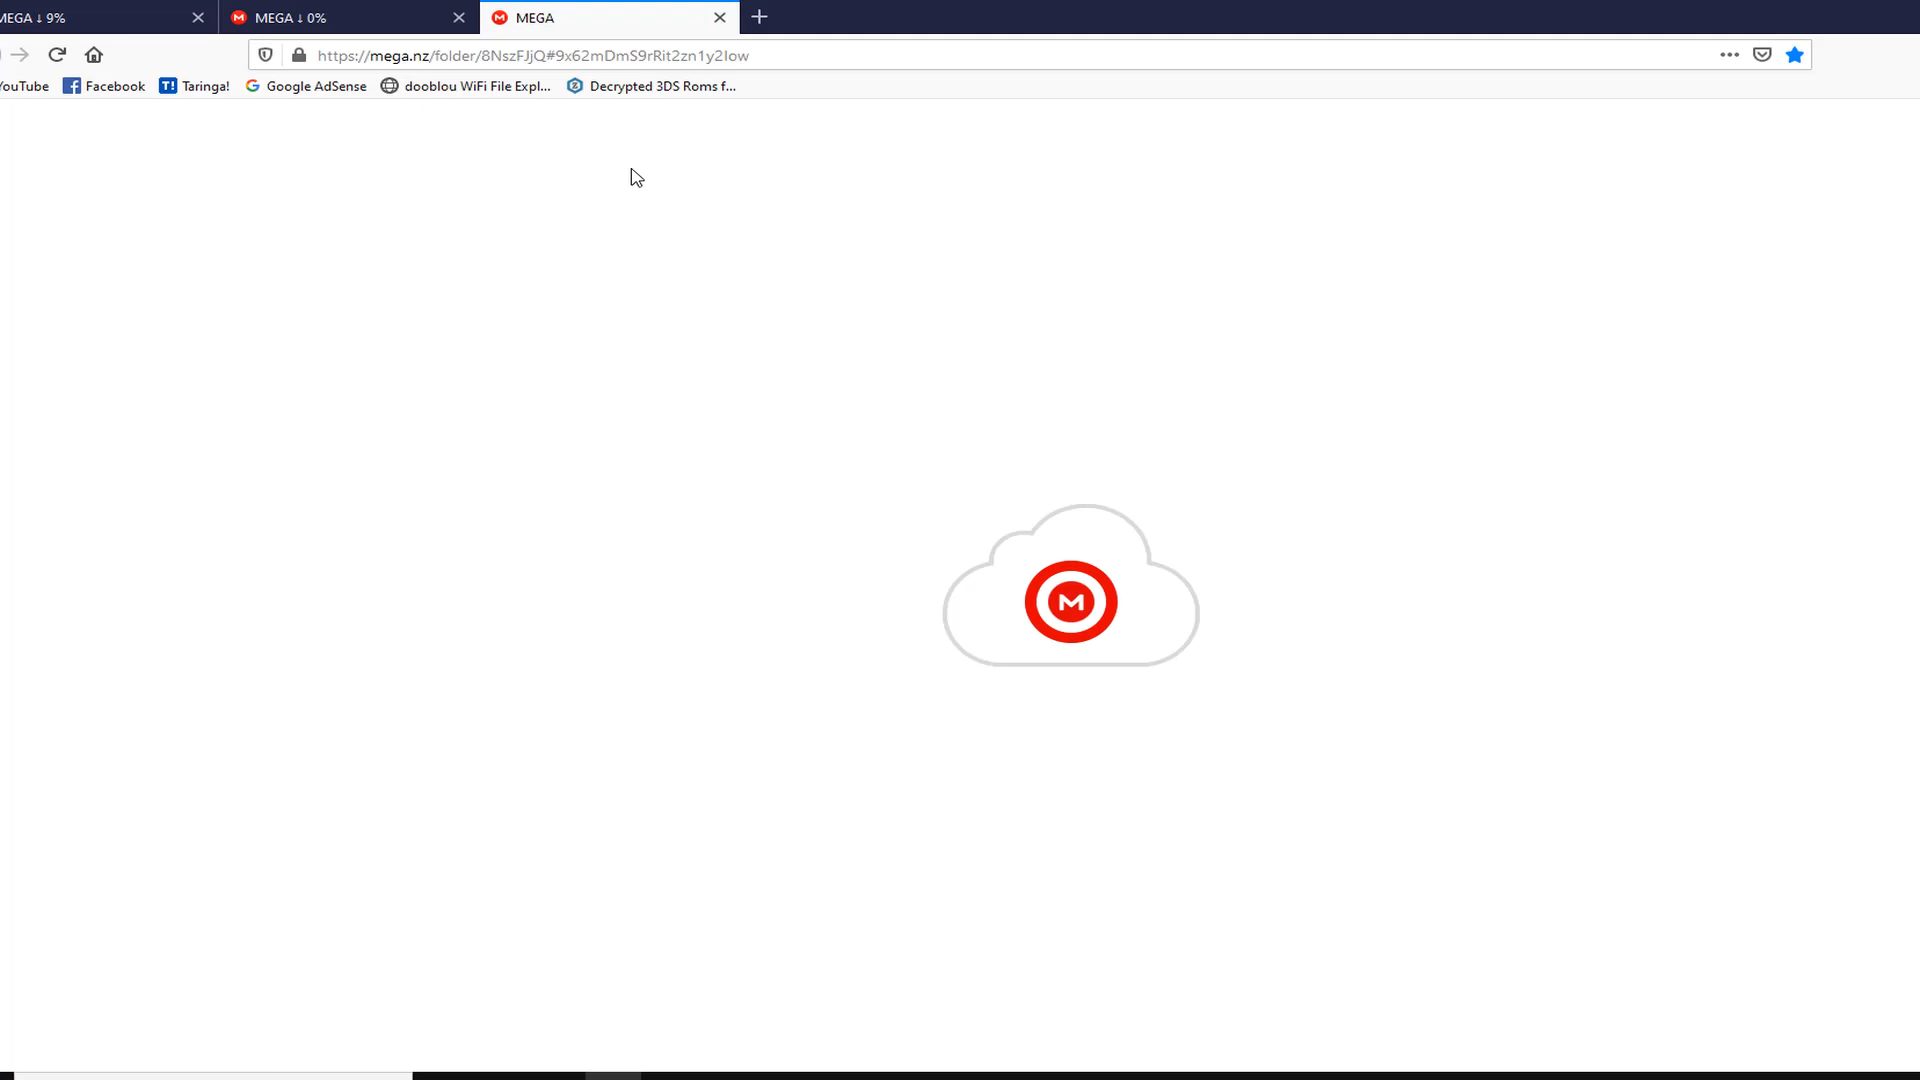 MEGA ↓ 9%
MEGA ↓ 0%
MEGA
https://mega.nz/folder/8NszFJjQ#9x62mDmS9rRit2zn1y2Iow
YouTube
Facebook
T! Taringa!
G Google AdSense
dooblou WiFi File Expl...
Decrypted 3DS Roms f...
M